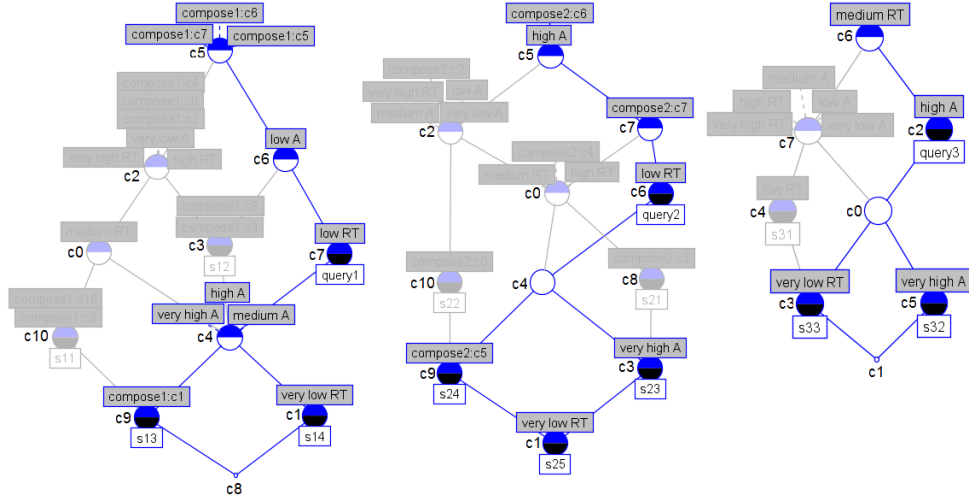 compose1:c6
compose1:c7
compose1:c5
c5
compose1:c4
compose1:c0
compose1:c2
very low A
very high RT
high RT
c2
low A
c6
compose1:c3
c3
s12
medium RT
c0
low RT
c7
query1
high A
very high A
medium A
c4
compose1:c10
compose1:c9
c10
s11
compose1:c1
c9
s13
very low RT
c1
s14
c8
compose2:c6
high A
c5
compose2:c2
very high RT
low A
medium A
very low A
c2
compose2:c7
c7
compose2:c4
medium RT
high RT
c0
low RT
c6
query2
compose2:c0
c10
s22
c4
compose2:c3
c8
s21
compose2:c5
c9
s24
very high A
c3
s23
very low RT
c1
s25
medium RT
c6
medium A
high RT
low A
very high RT
very low A
c7
high A
c2
query3
low RT
c4
s31
c0
very low RT
c3
s33
very high A
c5
s32
c1